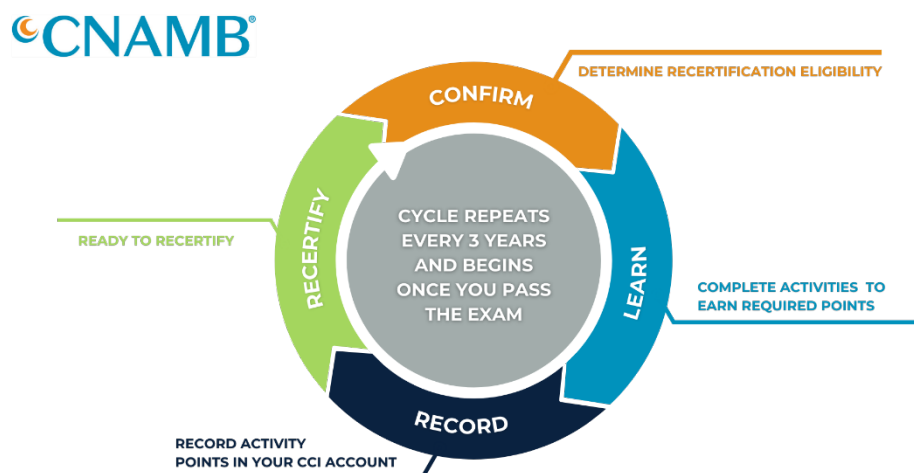 CNAMB®
CONFIRM
DETERMINE RECERTIFICATION ELIGIBILITY
LEARN
COMPLETE ACTIVITIES TO
EARN REQUIRED POINTS
RECORD
RECORD ACTIVITY
POINTS IN YOUR CCI ACCOUNT
RECERTIFY
READY TO RECERTIFY
CYCLE REPEATS
EVERY 3 YEARS
AND BEGINS
ONCE YOU PASS
THE EXAM